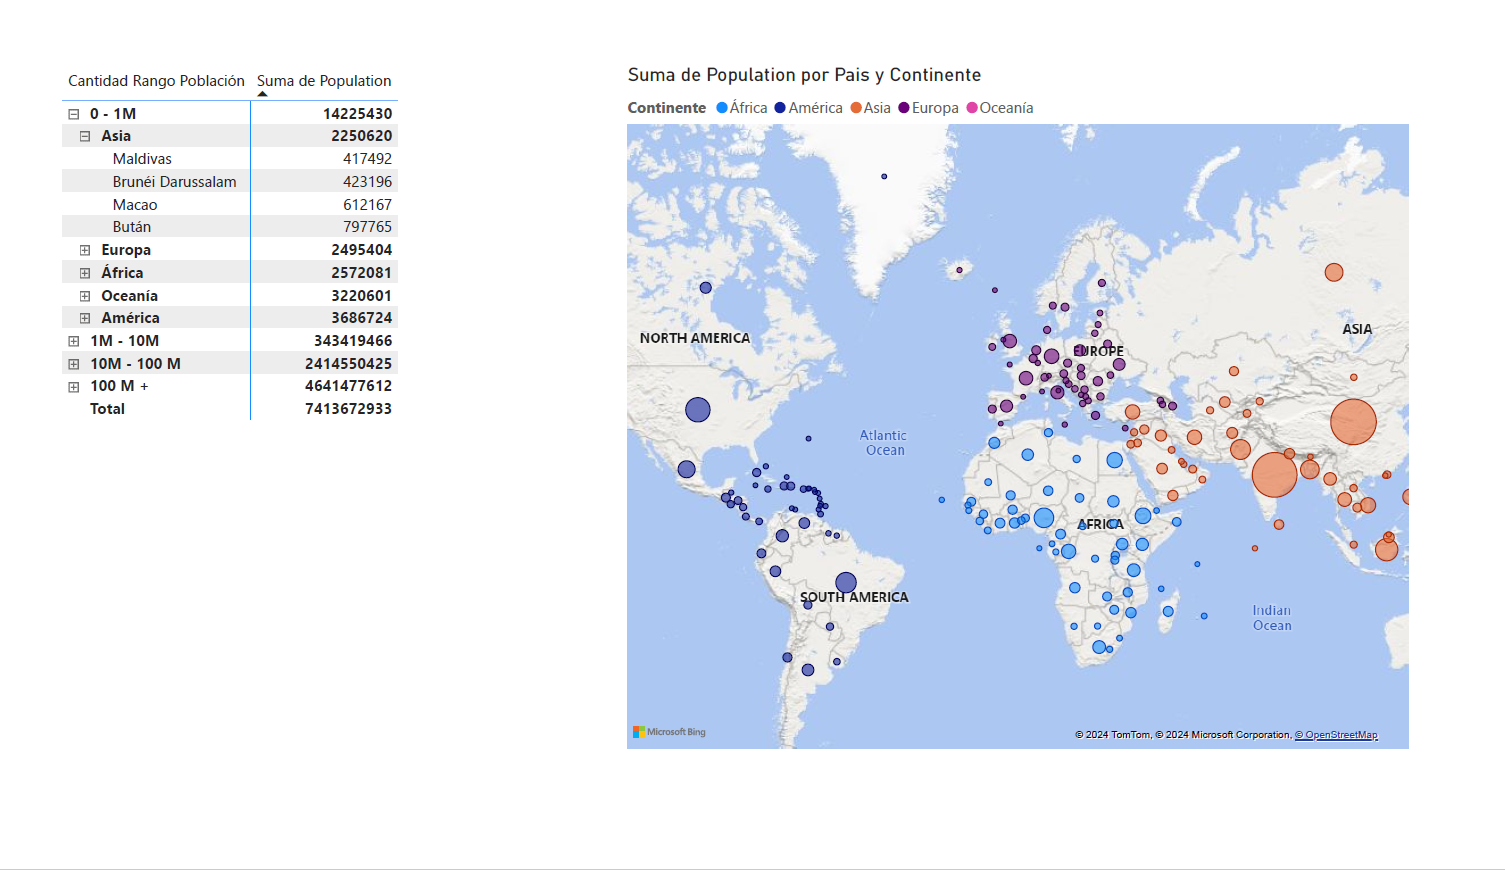 Cantidad Rango Población Suma de Population
0 - 1M 14225430
Asia 2250620
Maldivas 417492
Brunéi Darussalam 423196
Macao 612167
Bután 797765
Europa 2495404
África 2572081
Oceanía 3220601
América 3686724
1M - 10M 343419466
10M - 100 M 2414550425
100 M + 4641477612
Total 7413672933
Suma de Population por Pais y Continente
Continente África América Asia Europa Oceanía
NORTH AMERICA
ASIA
EUROPE
Atlantic
Ocean
AFRICA
SOUTH AMERICA
Indian
Ocean
Microsoft Bing
© 2024 TomTom, © 2024 Microsoft Corporation, © OpenStreetMap